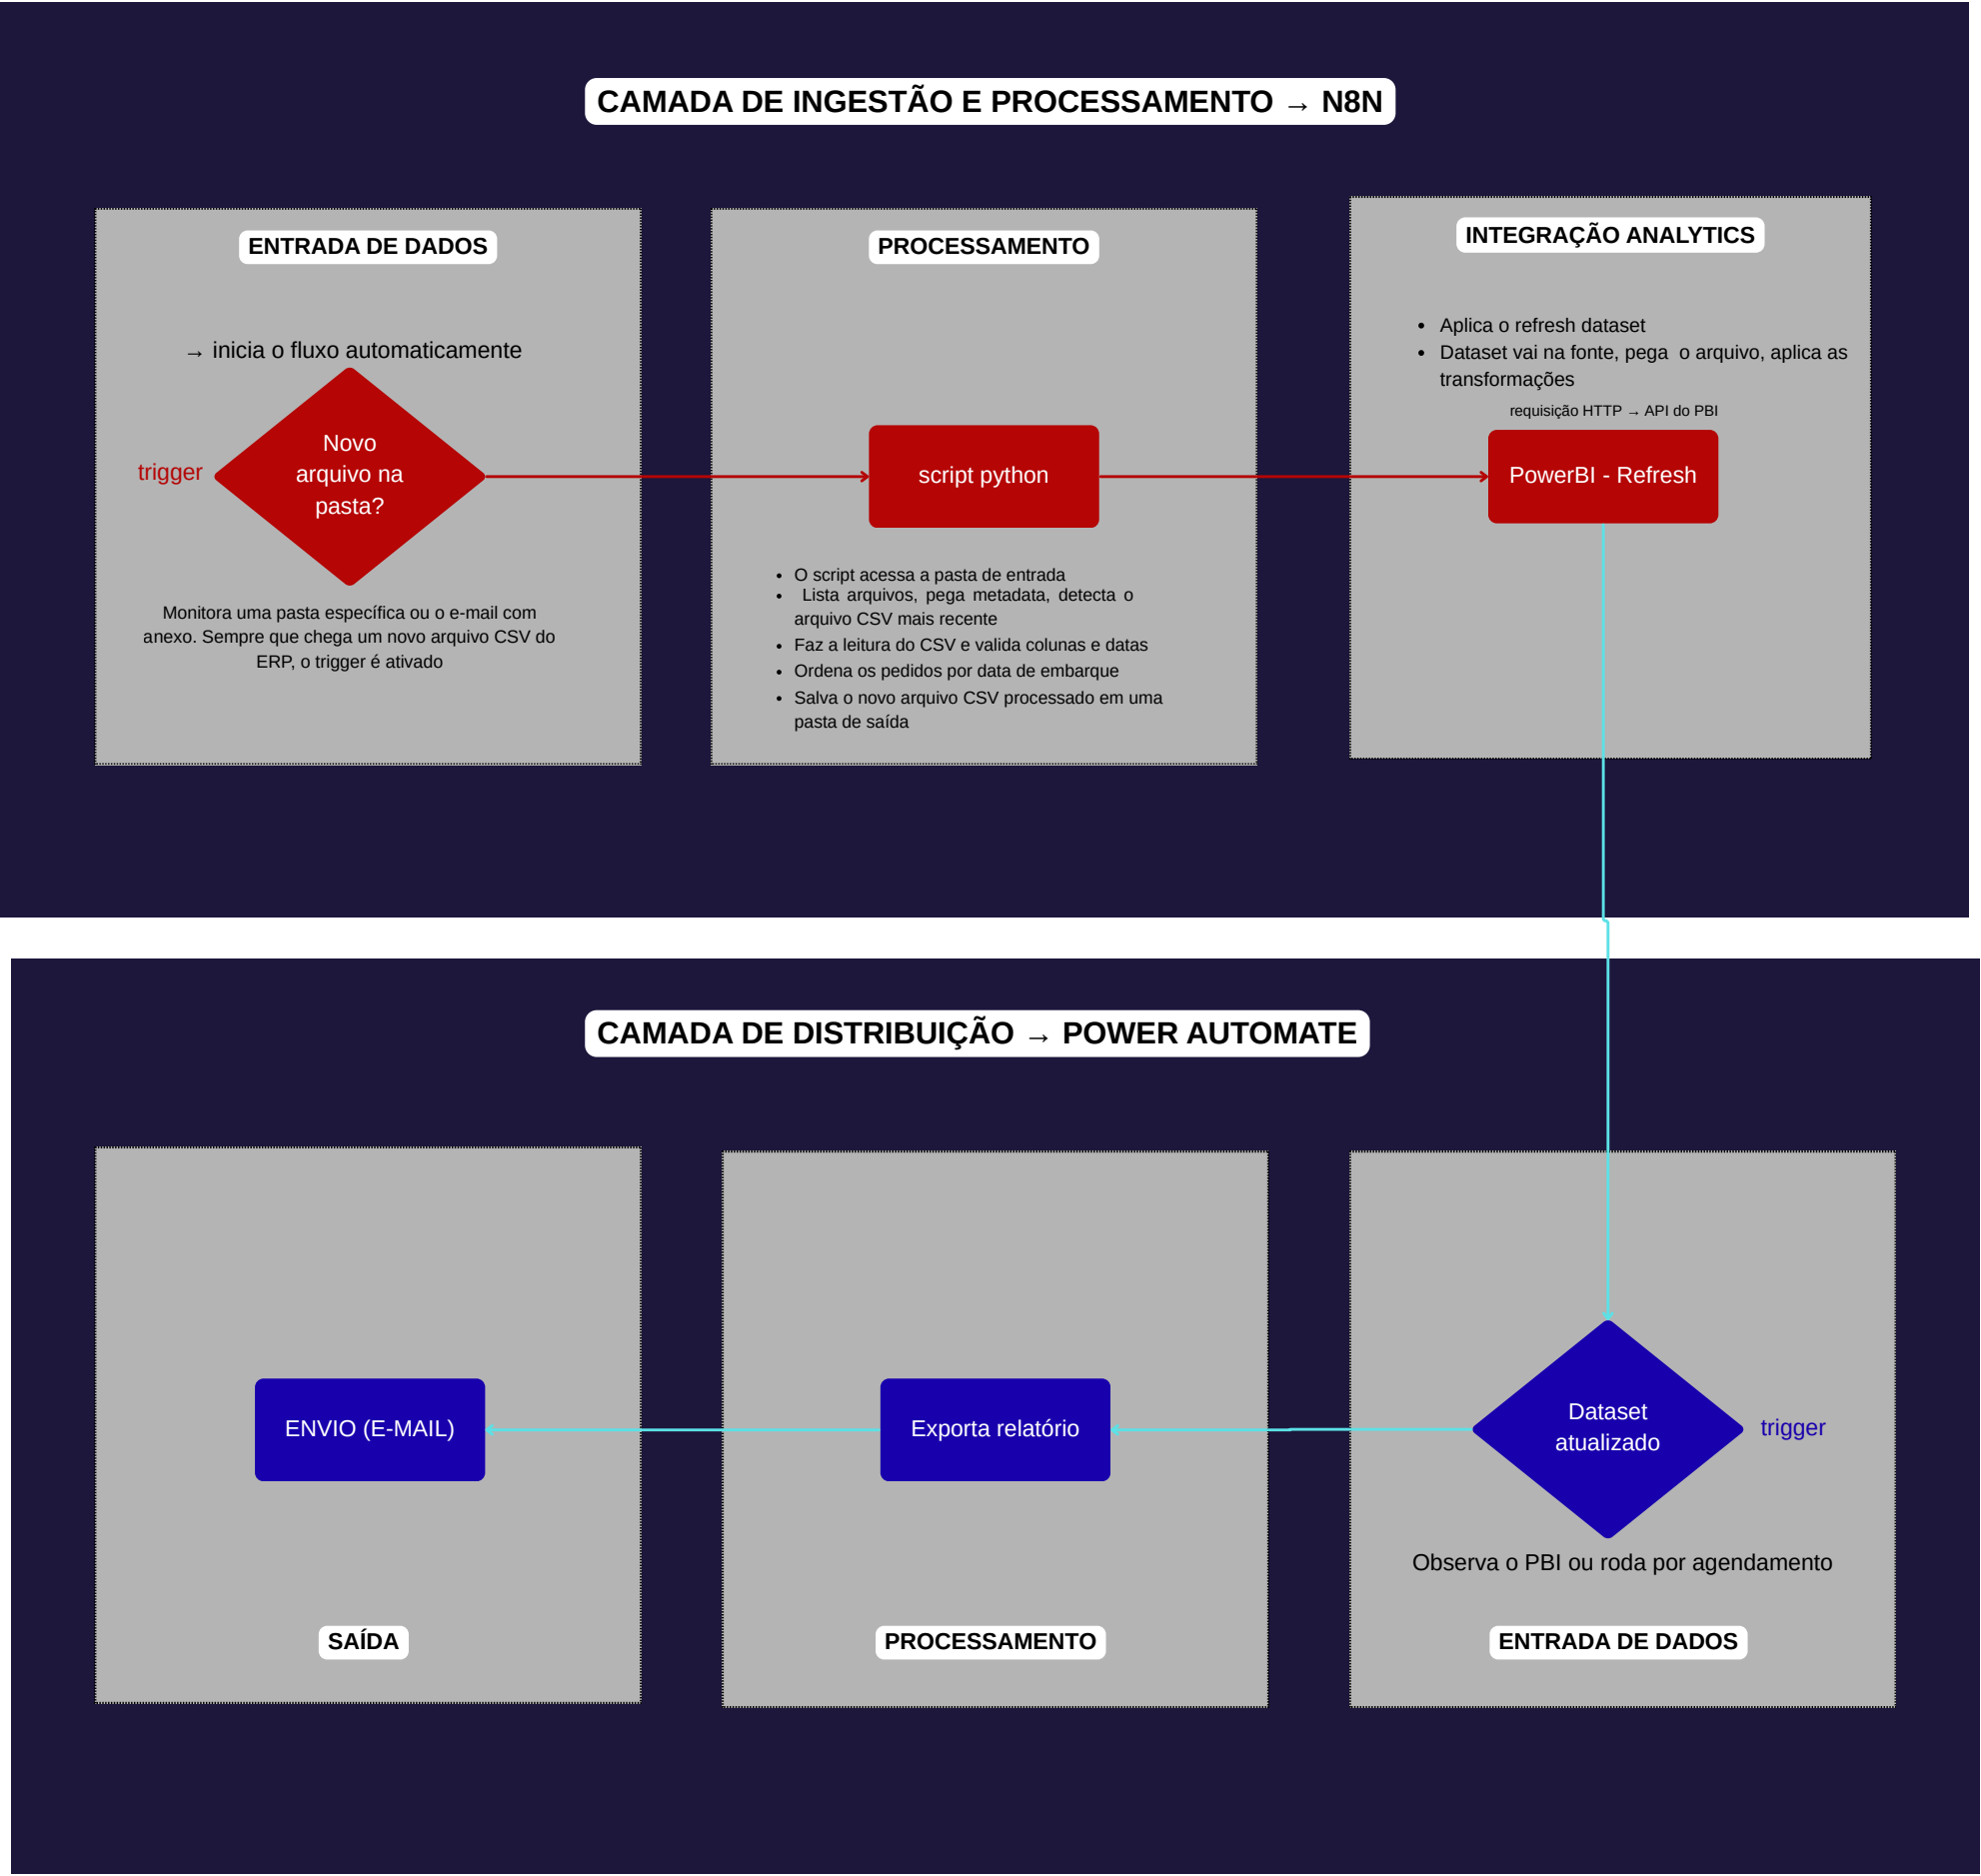 CAMADA DE INGESTÃO E PROCESSAMENTO → N8N
ENTRADA DE DADOS
→ inicia o fluxo automaticamente
trigger
Novo
arquivo na
pasta?
Monitora uma pasta específica ou o e-mail com
anexo. Sempre que chega um novo arquivo CSV do
ERP, o trigger é ativado
PROCESSAMENTO
script python
• O script acessa a pasta de entrada
• Lista arquivos, pega metadata, detecta o
arquivo CSV mais recente
• Faz a leitura do CSV e valida colunas e datas
• Ordena os pedidos por data de embarque
• Salva o novo arquivo CSV processado em uma
pasta de saída
INTEGRAÇÃO ANALYTICS
• Aplica o refresh dataset
• Dataset vai na fonte, pega o arquivo, aplica as
transformações
requisição HTTP → API do PBI
PowerBI - Refresh
CAMADA DE DISTRIBUIÇÃO → POWER AUTOMATE
ENVIO (E-MAIL)
SAÍDA
Exporta relatório
PROCESSAMENTO
Dataset
atualizado
trigger
Observa o PBI ou roda por agendamento
ENTRADA DE DADOS